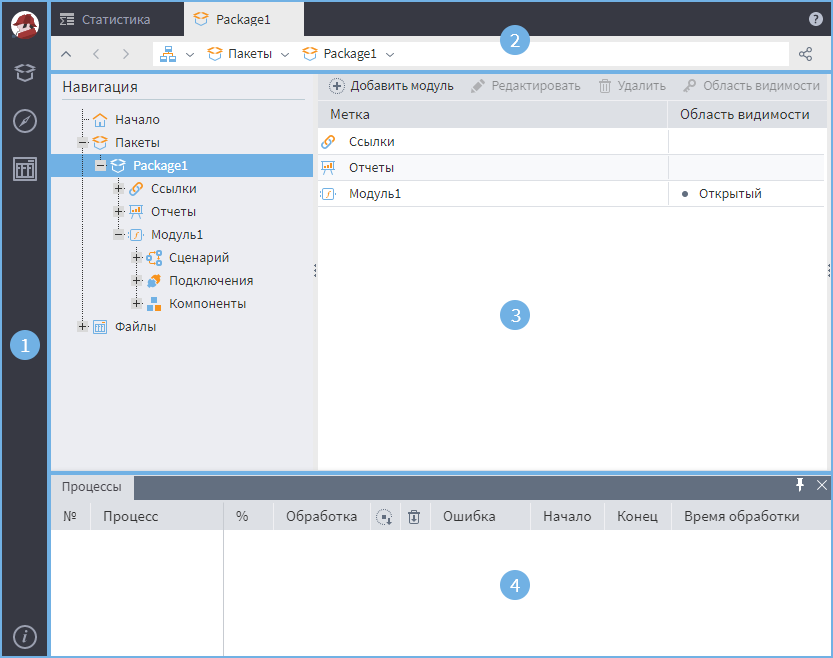 Статистика Package1 ?
2
Пакеты Package1
Навигация
Начало
Пакеты
Package1
Ссылки
Отчеты
Модуль1
Сценарий
Подключения
Компоненты
Файлы
1
Добавить модуль Редактировать Удалить Область видимости
Метка Область видимости
Ссылки
Отчеты
Модуль1 Открытый
3
Процессы
№ Процесс % Обработка Ошибка Начало Конец Время обработки
4
i